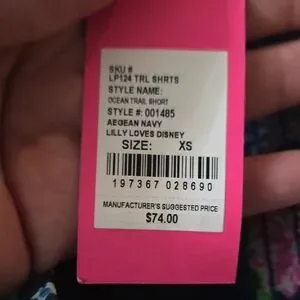 SKU #
LP124 TRL SHRTS
STYLE NAME:
OCEAN TRAIL SHORT
STYLE #: 001485
AEGEAN NAVY
LILLY LOVES DISNEY
SIZE: XS
197367 028690
MANUFACTURER'S SUGGESTED PRICE
$74.00